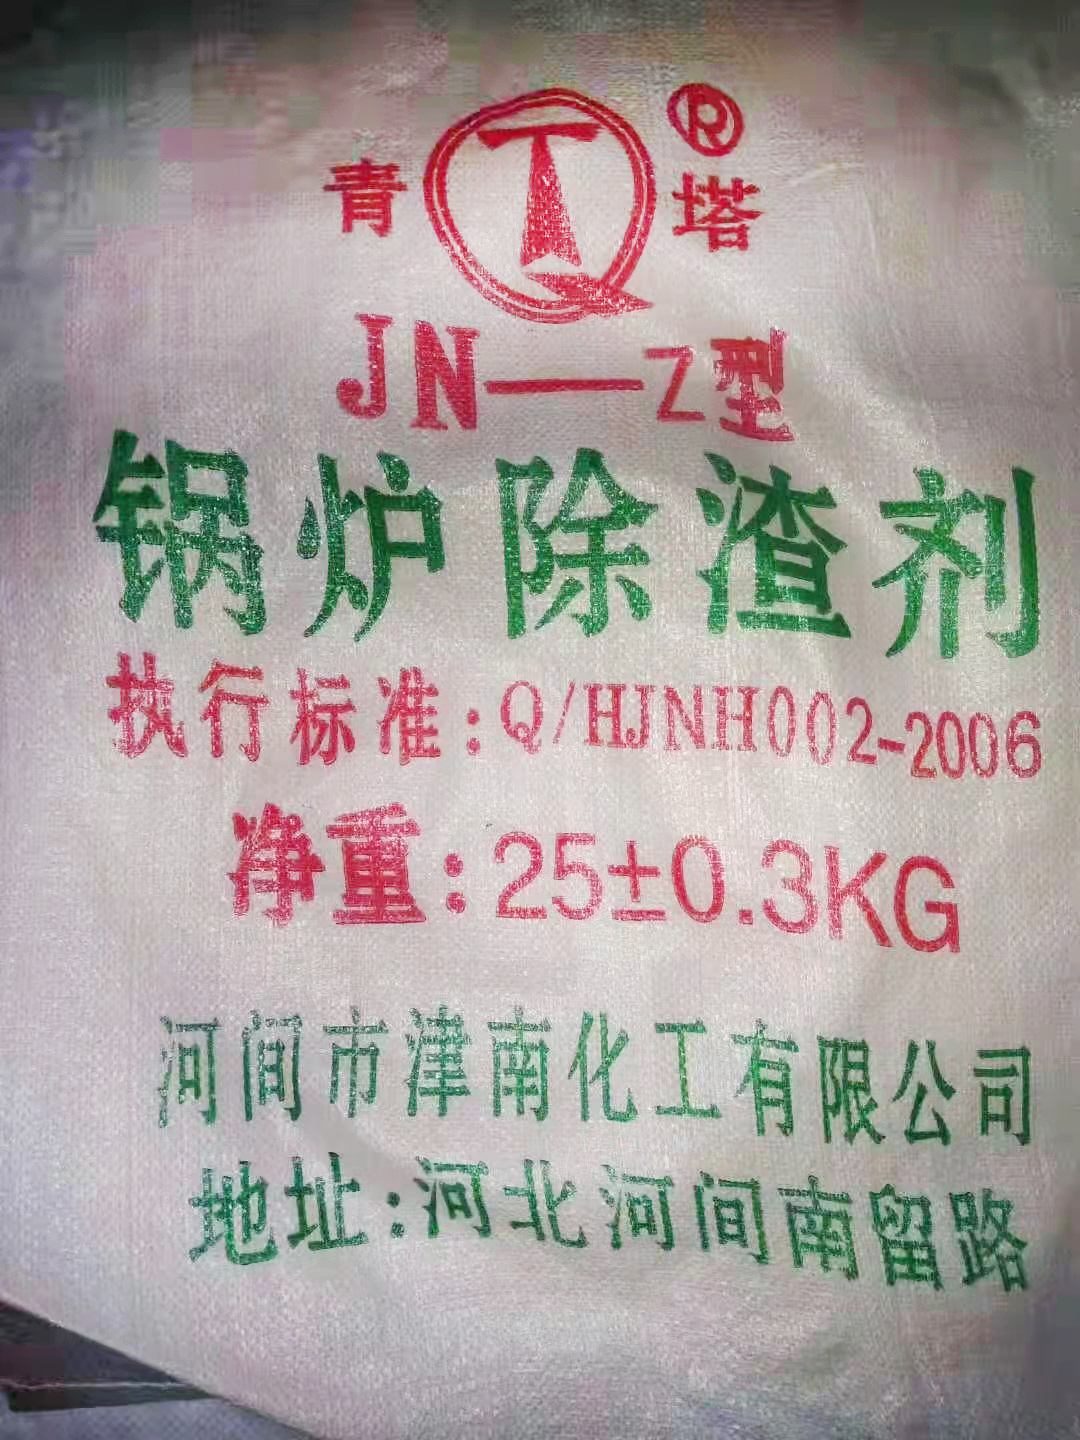 青 塔 ®
JN—Z型
锅炉除渣剂
执行标准:Q/HJNH002-2006
净重:25±0.3KG
河间市津南化工有限公司
地址:河北河间南留路